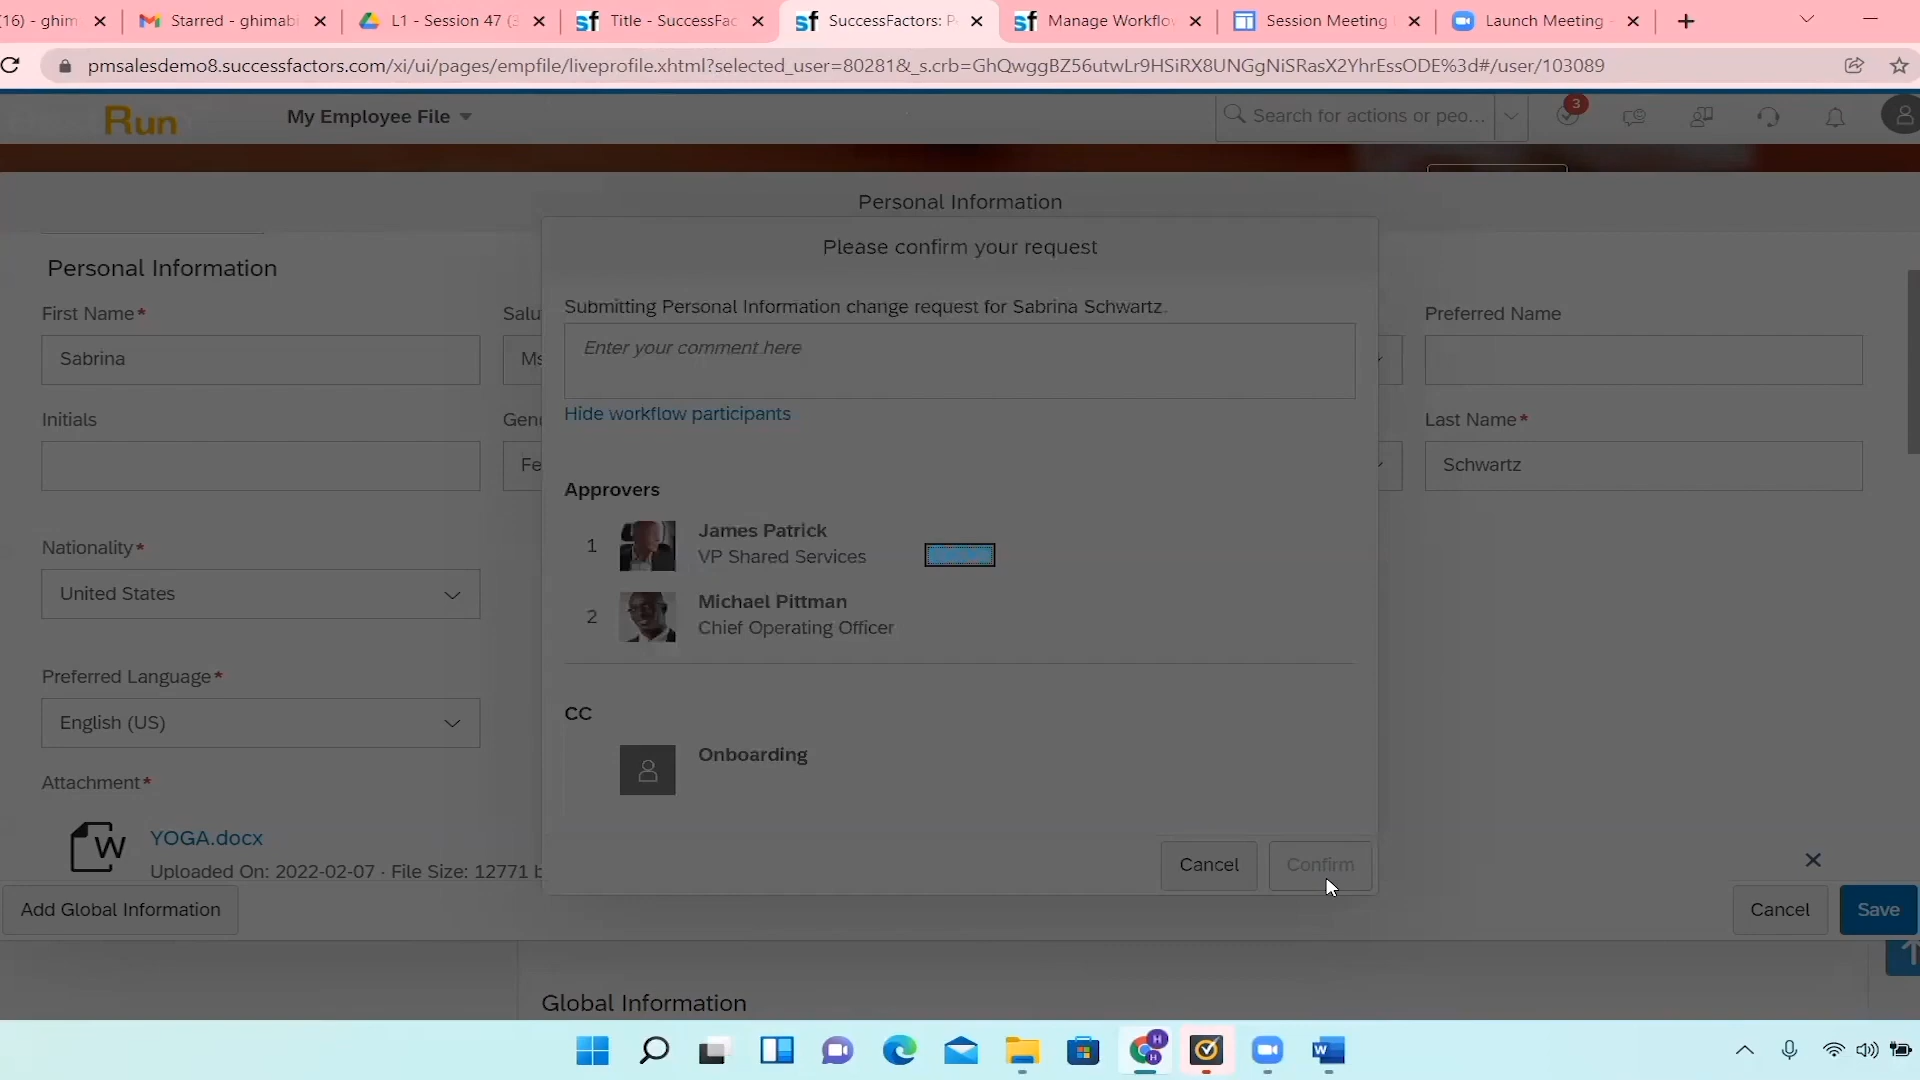 16) - ghim
Starred - ghimabi
L1 - Session 47 (3
sf Title - SuccessFac
sf SuccessFactors: P
sf Manage Workflow
Session Meeting
Launch Meeting -
pmsalesdemo8.successfactors.com/xi/ui/pages/empfile/liveprofile.xhtml?selected_user=80281&_s.crb=GhQwggBZ56utwLr9HSiRX8UNGgNiSRasX2YhrEssODE%3d#/user/103089
Run
My Employee File
Search for actions or peo...
3
Personal Information
Please confirm your request
Personal Information
Submitting Personal Information change request for Sabrina Schwartz.
First Name*
Salu
Preferred Name
Sabrina
Ms
Enter your comment here
Hide workflow participants
Initials
Gen
Last Name*
Fe
Schwartz
Approvers
1
James Patrick
VP Shared Services
Nationality*
United States
2
Michael Pittman
Chief Operating Officer
Preferred Language*
English (US)
CC
Onboarding
Attachment*
W
YOGA.docx
Uploaded On: 2022-02-07 · File Size: 12771 b
Cancel
Confirm
Add Global Information
Cancel
Save
Global Information
H
H
W